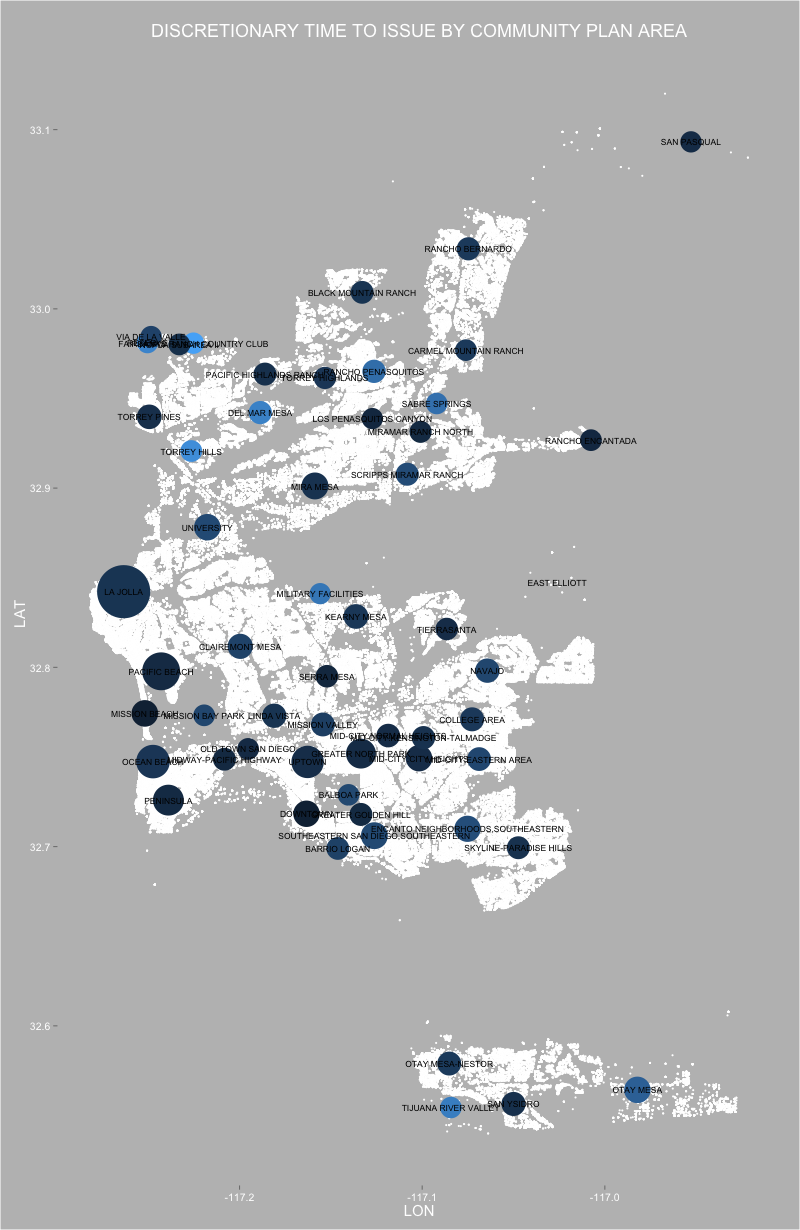 DISCRETIONARY TIME TO ISSUE BY COMMUNITY PLAN AREA
33.1
SAN PASQUAL
RANCHO BERNARDO
BLACK MOUNTAIN RANCH
33.0
VIA DE LA VALLE
COUNTRY CLUB
CARMEL MOUNTAIN RANCH
RANCHO PENASQUITOS
PACIFIC HIGHLANDS RANCH
TORREY HIGHLANDS
SABRE SPRINGS
DEL MAR MESA
TORREY PINES
LOS PENASQUITOS CANYON
MIRAMAR RANCH NORTH
RANCHO ENCANTADA
TORREY HILLS
SCRIPPS MIRAMAR RANCH
32.9
MIRA MESA
UNIVERSITY
EAST ELLIOTT
LA JOLLA
MILITARY FACILITIES
KEARNY MESA
TIERRASANTA
LAT
CLAIREMONT MESA
32.8
PACIFIC BEACH
NAVAJO
SERRA MESA
MISSION BEACH
MISSION BAY PARK
LINDA VISTA
COLLEGE AREA
MISSION VALLEY
MID-CITY:NORMAL HEIGHTS
KENSINGTON-TALMADGE
OLD TOWN SAN DIEGO
GREATER NORTH PARK
MID-CITY:CITY HEIGHTS
MID-CITY:EASTERN AREA
MIDWAY-PACIFIC HIGHWAY
OCEAN BEACH
UPTOWN
BALBOA PARK
PENINSULA
DOWNTOWN
GREATER GOLDEN HILL
ENCANTO NEIGHBORHOODS,SOUTHEASTERN
SOUTHEASTERN SAN DIEGO,SOUTHEASTERN
32.7
BARRIO LOGAN
SKYLINE-PARADISE HILLS
32.6
OTAY MESA-NESTOR
OTAY MESA
SAN YSIDRO
TIJUANA RIVER VALLEY
-117.2
-117.1
-117.0
LON